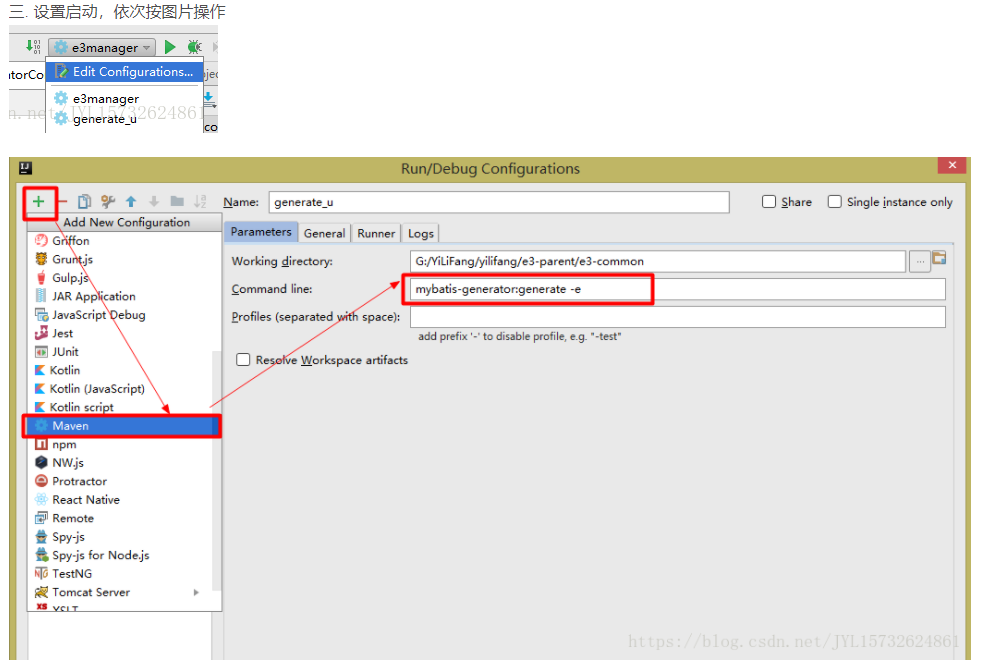 三. 设置启动，依次按图片操作
e3manager
atorCo
Edit Configurations...
ojec
e3manager
n.net/JYL15732624861
generate_u
co
Run/Debug Configurations
Name: generate_u Share Single instance only
Add New Configuration
Griffon
Grunt.js
Gulp.js
JAR Application
JavaScript Debug
Jest
JUnit
Kotlin
Kotlin (JavaScript)
Kotlin script
Maven
npm
NW.js
Protractor
React Native
Remote
Spy-js
Spy-js for Node.js
TestNG
Tomcat Server
XSLT
Parameters General Runner Logs
Working directory: G:/YiLiFang/yilifang/e3-parent/e3-common ...
Command line: mybatis-generator:generate -e
Profiles (separated with space):
add prefix '-' to disable profile, e.g. "-test"
Resolve Workspace artifacts
https://blog.csdn.net/JYL15732624861